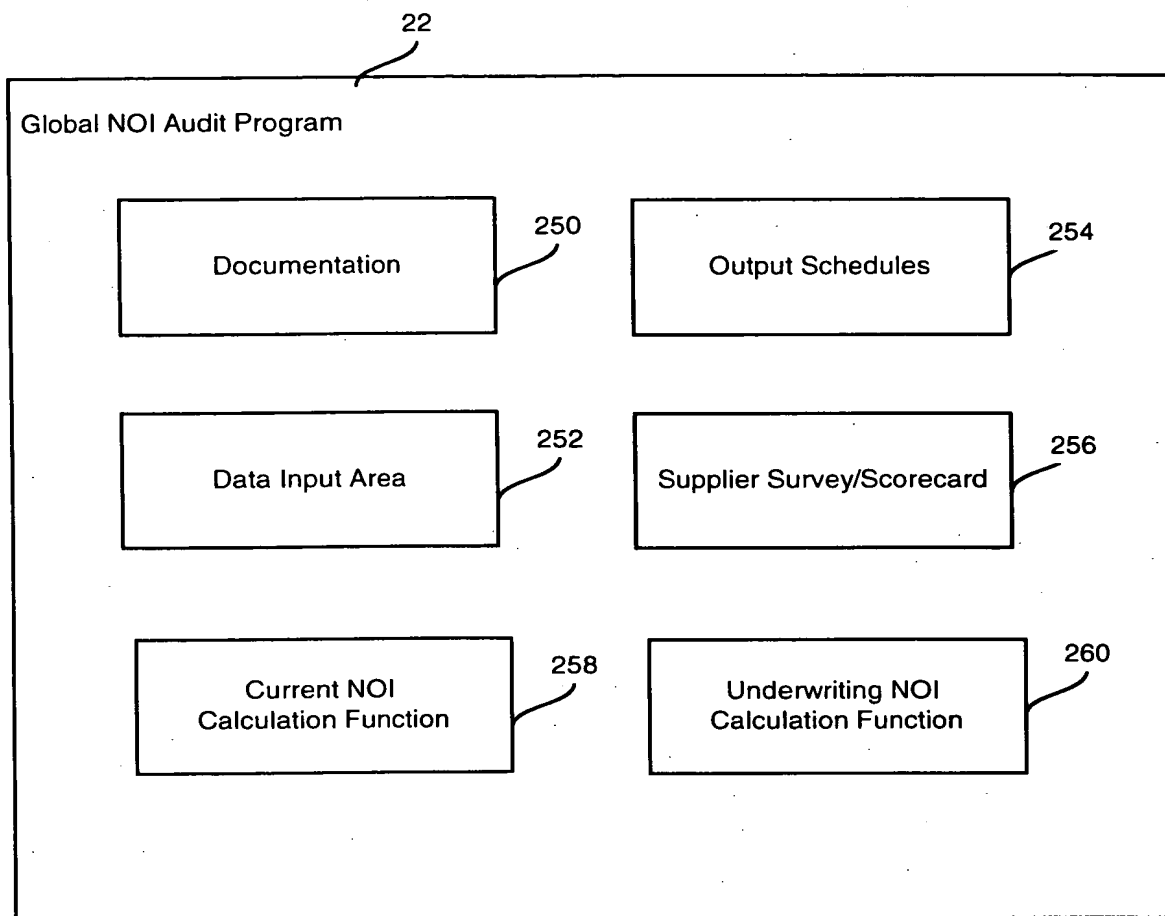 22
Global NOI Audit Program
Documentation
250
Output Schedules
254
Data Input Area
252
Supplier Survey/Scorecard
256
Current NOI
Calculation Function
258
Underwriting NOI
Calculation Function
260